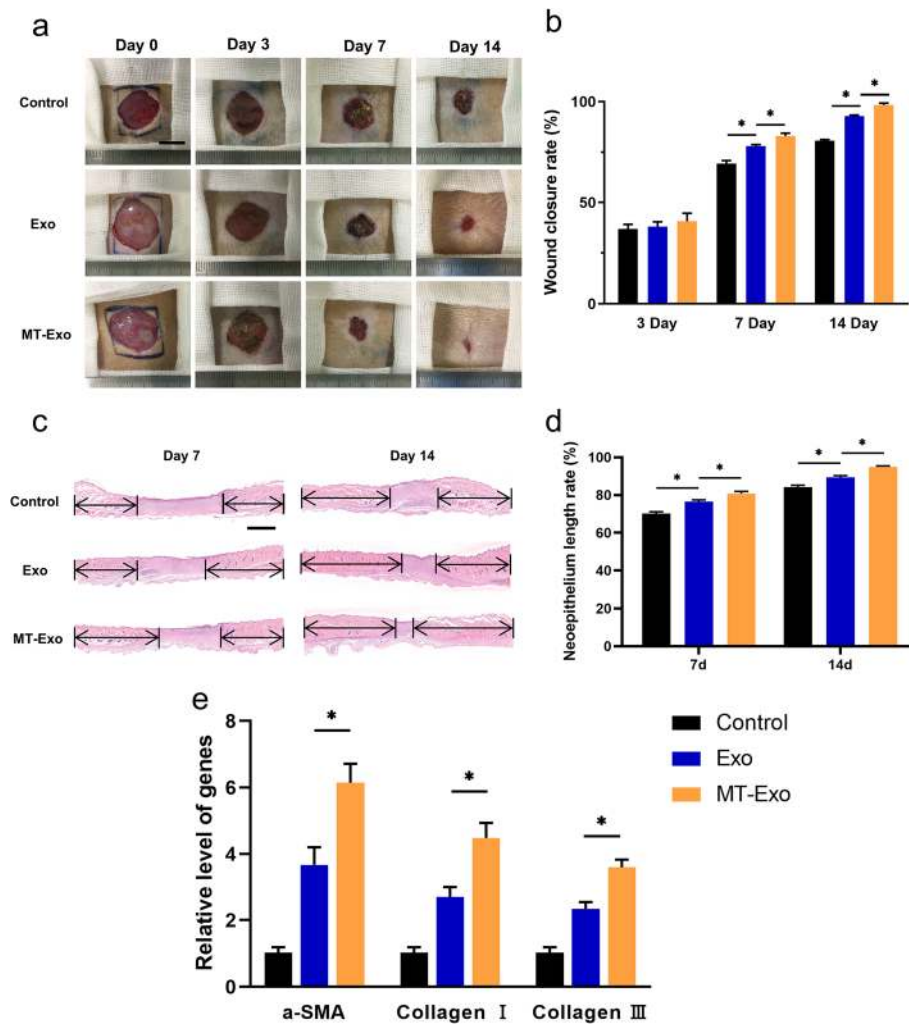 a
Day 0 Day 3 Day 7 Day 14
Control
Exo
MT-Exo
b
Wound closure rate (%)
100
50
0
* * * *
3 Day 7 Day 14 Day
c
Day 7 Day 14
Control
Exo
MT-Exo
d
Neoepithelium length rate (%)
100
80
60
40
20
0
* * * *
7d 14d
e
Relative level of genes
8
6
4
2
0
* * *
a-SMA Collagen Ⅰ Collagen Ⅲ
Control
Exo
MT-Exo